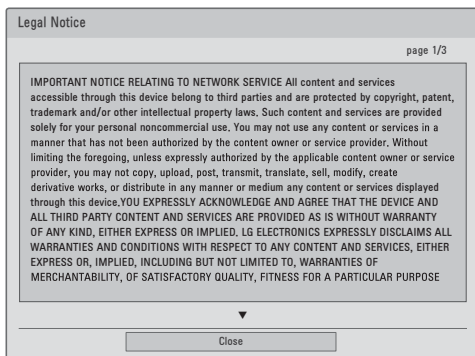 Legal Notice
page 1/3
IMPORTANT NOTICE RELATING TO NETWORK SERVICE All content and services
accessible through this device belong to third parties and are protected by copyright, patent,
trademark and/or other intellectual property laws. Such content and services are provided
solely for your personal noncommercial use. You may not use any content or services in a
manner that has not been authorized by the content owner or service provider. Without
limiting the foregoing, unless expressly authorized by the applicable content owner or service
provider, you may not copy, upload, post, transmit, translate, sell, modify, create
derivative works, or distribute in any manner or medium any content or services displayed
through this device.YOU EXPRESSLY ACKNOWLEDGE AND AGREE THAT THE DEVICE AND
ALL THIRD PARTY CONTENT AND SERVICES ARE PROVIDED AS IS WITHOUT WARRANTY
OF ANY KIND, EITHER EXPRESS OR IMPLIED. LG ELECTRONICS EXPRESSLY DISCLAIMS ALL
WARRANTIES AND CONDITIONS WITH RESPECT TO ANY CONTENT AND SERVICES, EITHER
EXPRESS OR, IMPLIED, INCLUDING BUT NOT LIMITED TO, WARRANTIES OF
MERCHANTABILITY, OF SATISFACTORY QUALITY, FITNESS FOR A PARTICULAR PURPOSE
Close